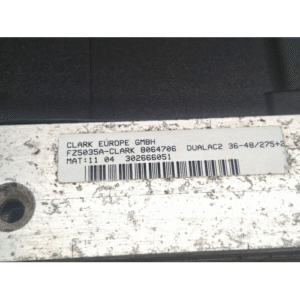 CLARK EUROPE GMBH
FZ5035A-CLARK 8064706 DUALAC2 36-48/275+2
MAT:11 04 302666051